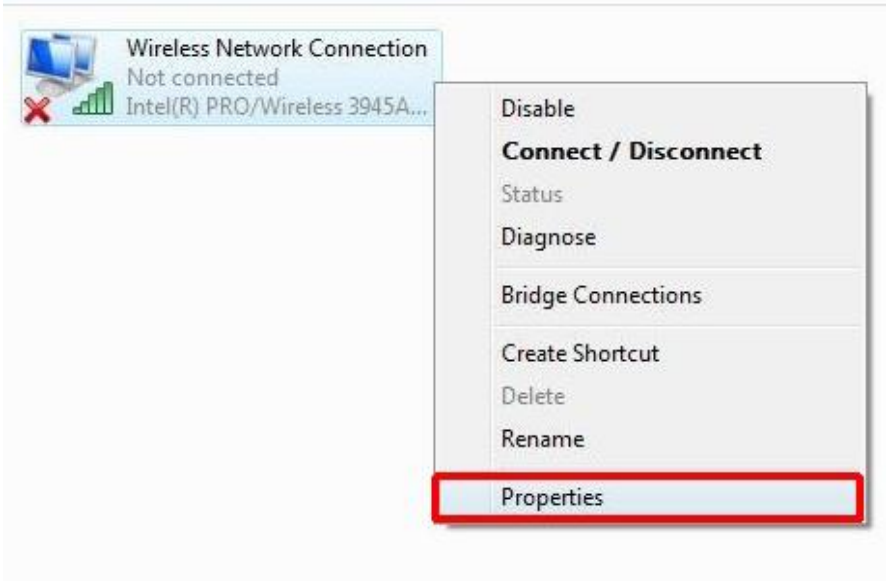 Wireless Network Connection
Not connected
Intel(R) PRO/Wireless 3945A...
Disable
Connect / Disconnect
Status
Diagnose
Bridge Connections
Create Shortcut
Delete
Rename
Properties